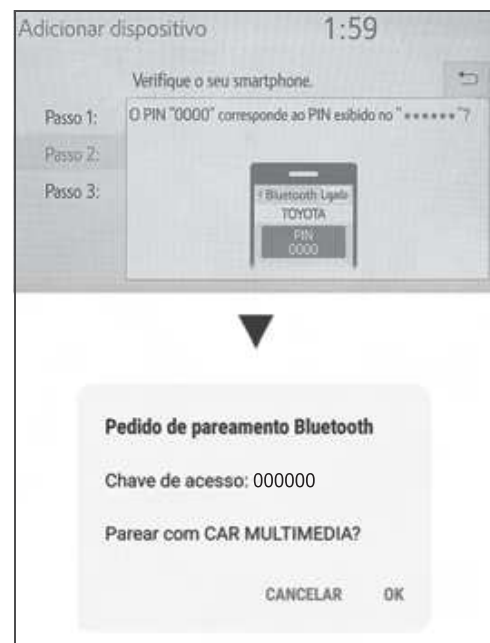 Adicionar dispositivo 1:59
Verifique o seu smartphone.
Passo 1:
O PIN "0000" corresponde ao PIN exibido no "••••••"?
Passo 2:
Passo 3:
Bluetooth Ligado
TOYOTA
PIN
0000
Pedido de pareamento Bluetooth
Chave de acesso: 000000
Parear com CAR MULTIMEDIA?
CANCELAR OK